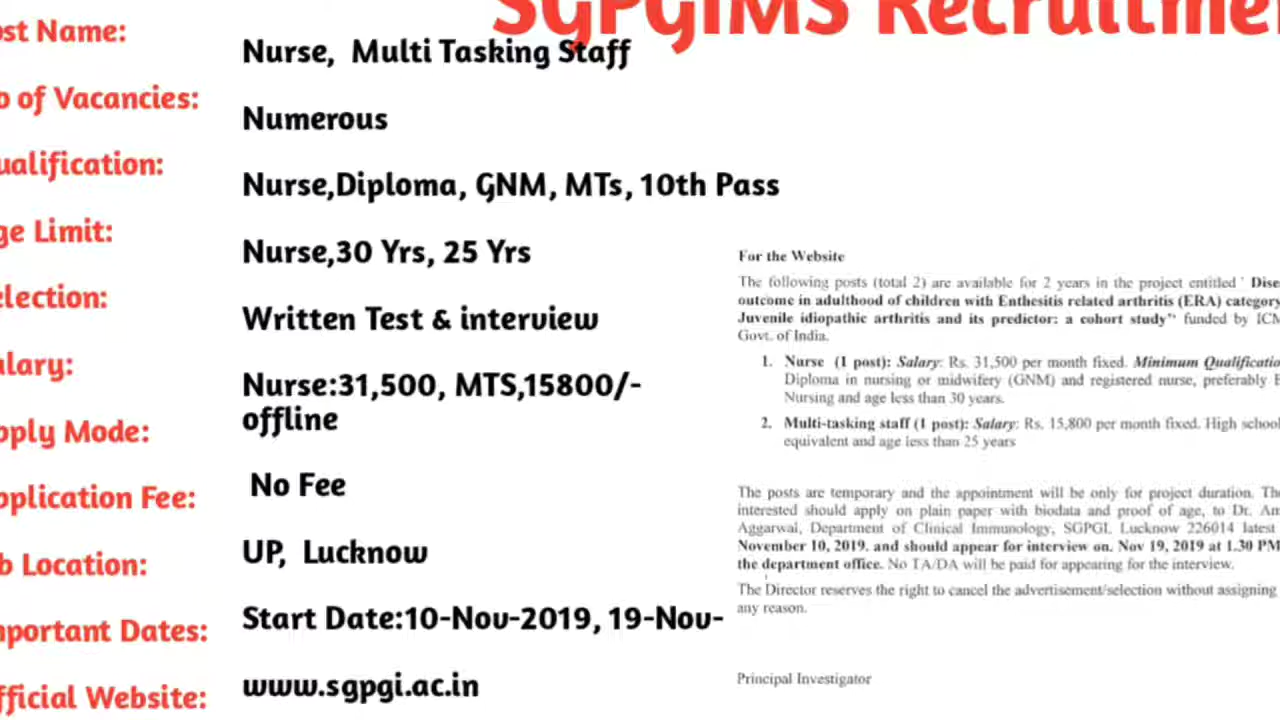 SGPGIMS Recruitme
ost Name:
Nurse, Multi Tasking Staff
o of Vacancies:
Numerous
ualification:
Nurse,Diploma, GNM, MTs, 10th Pass
ge Limit:
Nurse,30 Yrs, 25 Yrs
election:
Written Test & interview
alary:
Nurse:31,500, MTS,15800/-
pply Mode:
offline
pplication Fee:
No Fee
b Location:
UP, Lucknow
mportant Dates:
Start Date:10-Nov-2019, 19-Nov-
fficial Website:
www.sgpgi.ac.in
For the Website
The following posts (total 2) are available for 2 years in the project entitled ' Dise
outcome in adulthood of children with Enthesitis related arthritis (ERA) category
Juvenile idiopathic arthritis and its predictor: a cohort study" funded by ICM
Govt. of India.
1. Nurse (1 post): Salary: Rs. 31,500 per month fixed. Minimum Qualificatio
Diploma in nursing or midwifery (GNM) and registered nurse, preferably B
Nursing and age less than 30 years.
2. Multi-tasking staff (1 post): Salary: Rs. 15,800 per month fixed. High school
equivalent and age less than 25 years
The posts are temporary and the appointment will be only for project duration. Th
interested should apply on plain paper with biodata and proof of age, to Dr. Am
Aggarwal, Department of Clinical Immunology, SGPGI, Lucknow 226014 latest
November 10, 2019. and should appear for interview on. Nov 19, 2019 at 1.30 PM
the department office. No TA/DA will be paid for appearing for the interview.
The Director reserves the right to cancel the advertisement/selection without assigning
any reason.
Principal Investigator